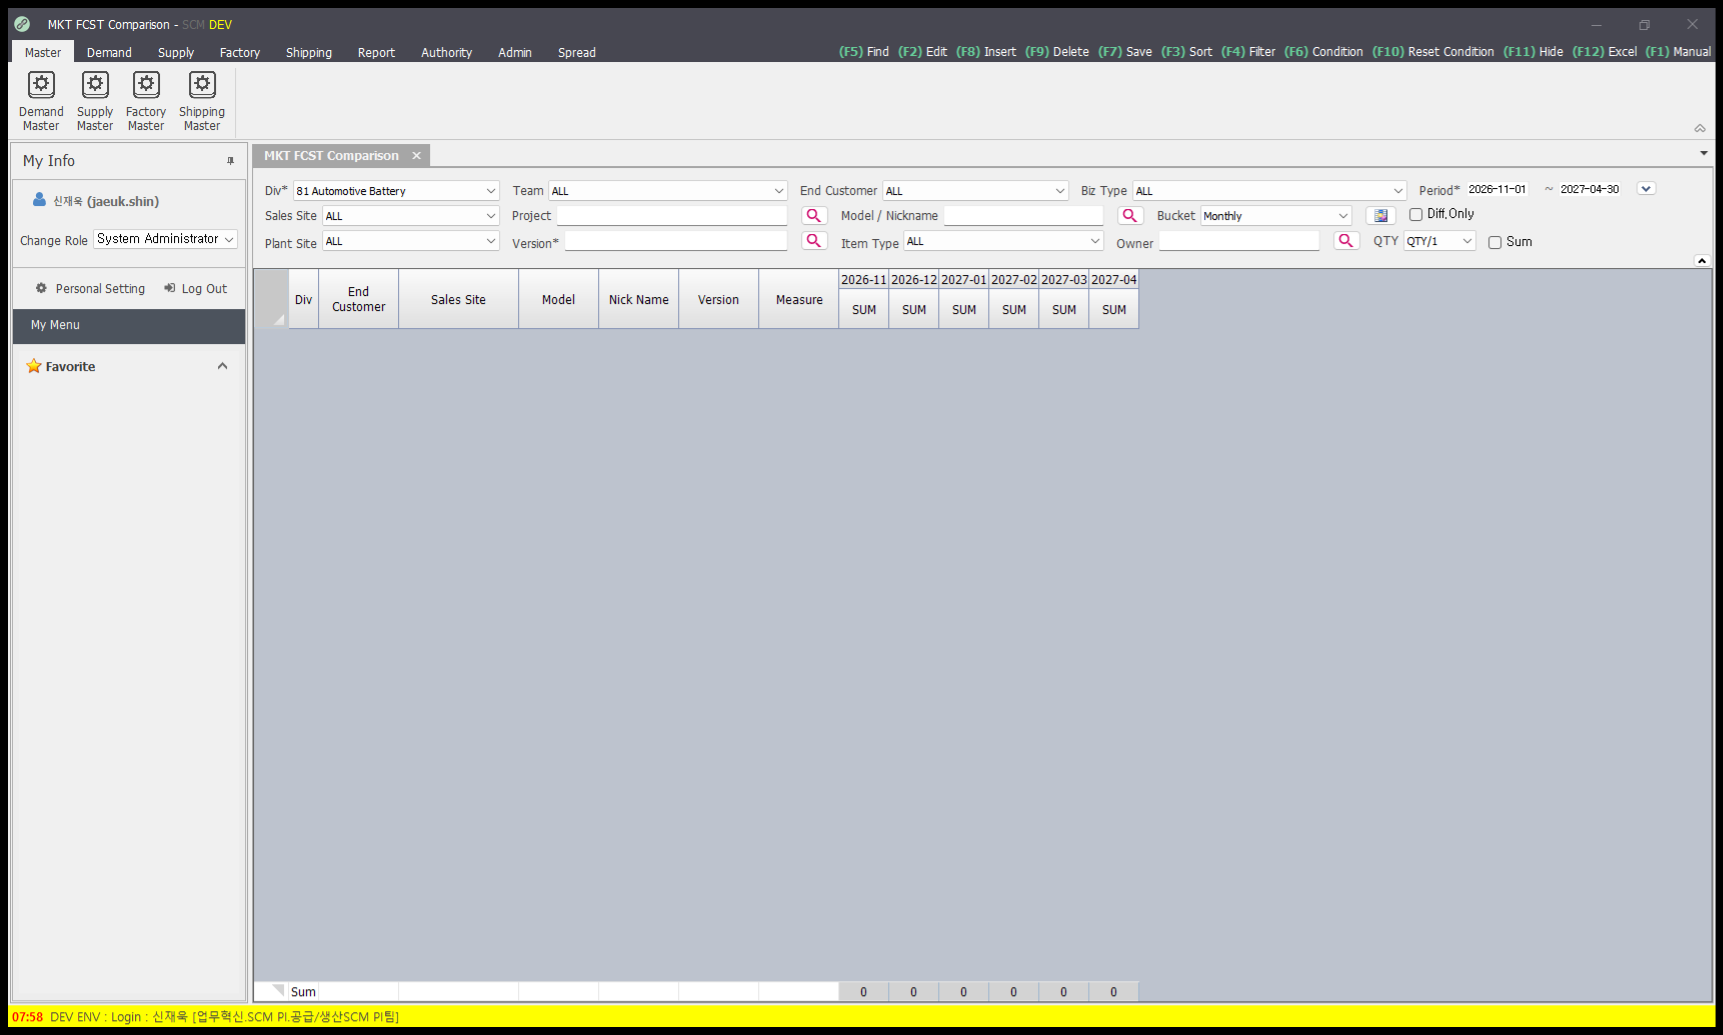 MKT FCST Comparison - SCM DEV
Master Demand Supply Factory Shipping Report Authority Admin Spread (F5) Find (F2) Edit (F8) Insert (F9) Delete (F7) Save (F3) Sort (F4) Filter (F6) Condition (F10) Reset Condition (F11) Hide (F12) Excel (F1) Manual
Demand Master Supply Master Factory Master Shipping Master
My Info
신재욱 (jaeuk.shin)
Change Role System Administrator
Personal Setting Log Out
My Menu
Favorite
MKT FCST Comparison
Div* 81 Automotive Battery Team ALL End Customer ALL Biz Type ALL Period* 2026-11-01 ~ 2027-04-30
Sales Site ALL Project Model / Nickname Bucket Monthly Diff,Only
Plant Site ALL Version* Item Type ALL Owner QTY QTY/1 Sum
Div End Customer Sales Site Model Nick Name Version Measure 2026-11 2026-12 2027-01 2027-02 2027-03 2027-04
SUM SUM SUM SUM SUM SUM
Sum 0 0 0 0 0 0
07:58 DEV ENV : Login : 신재욱 [업무혁신.SCM PI.공급/생산SCM PI팀]